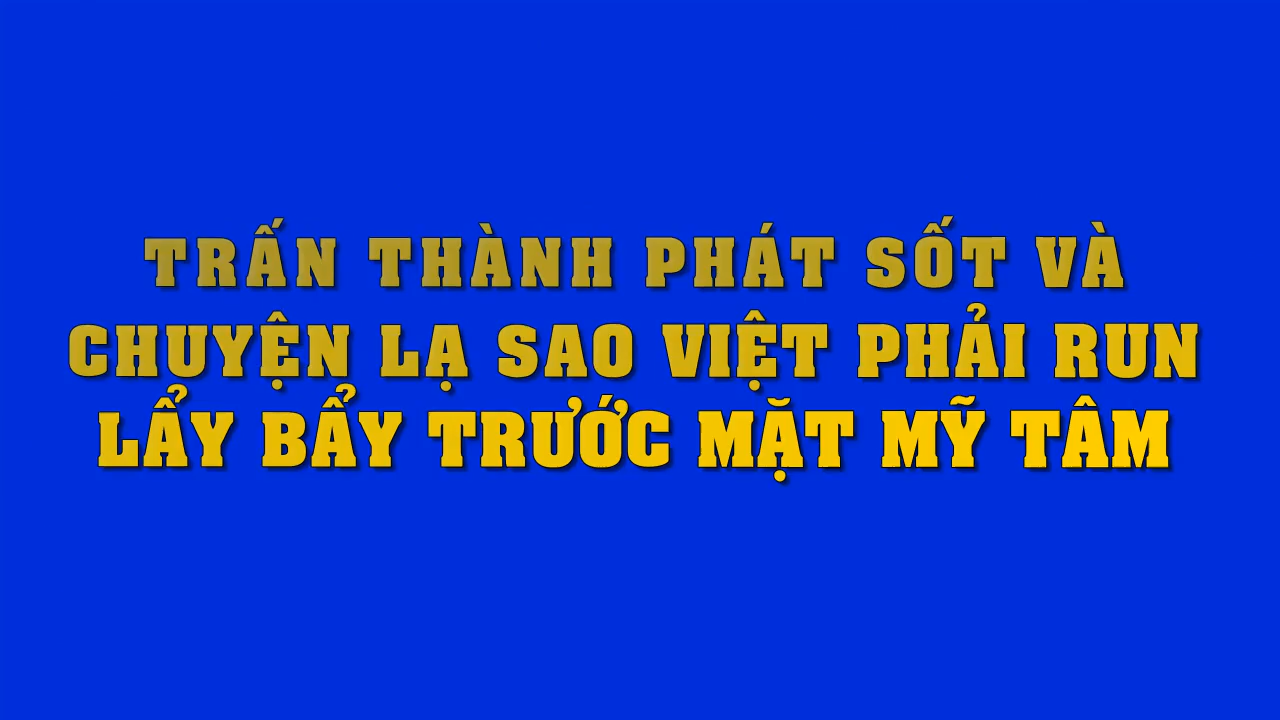 TRẤN THÀNH PHÁT SỐT VÀ
CHUYỆN LẠ SAO VIỆT PHẢI RUN
LẨY BẨY TRƯỚC MẶT MỸ TÂM